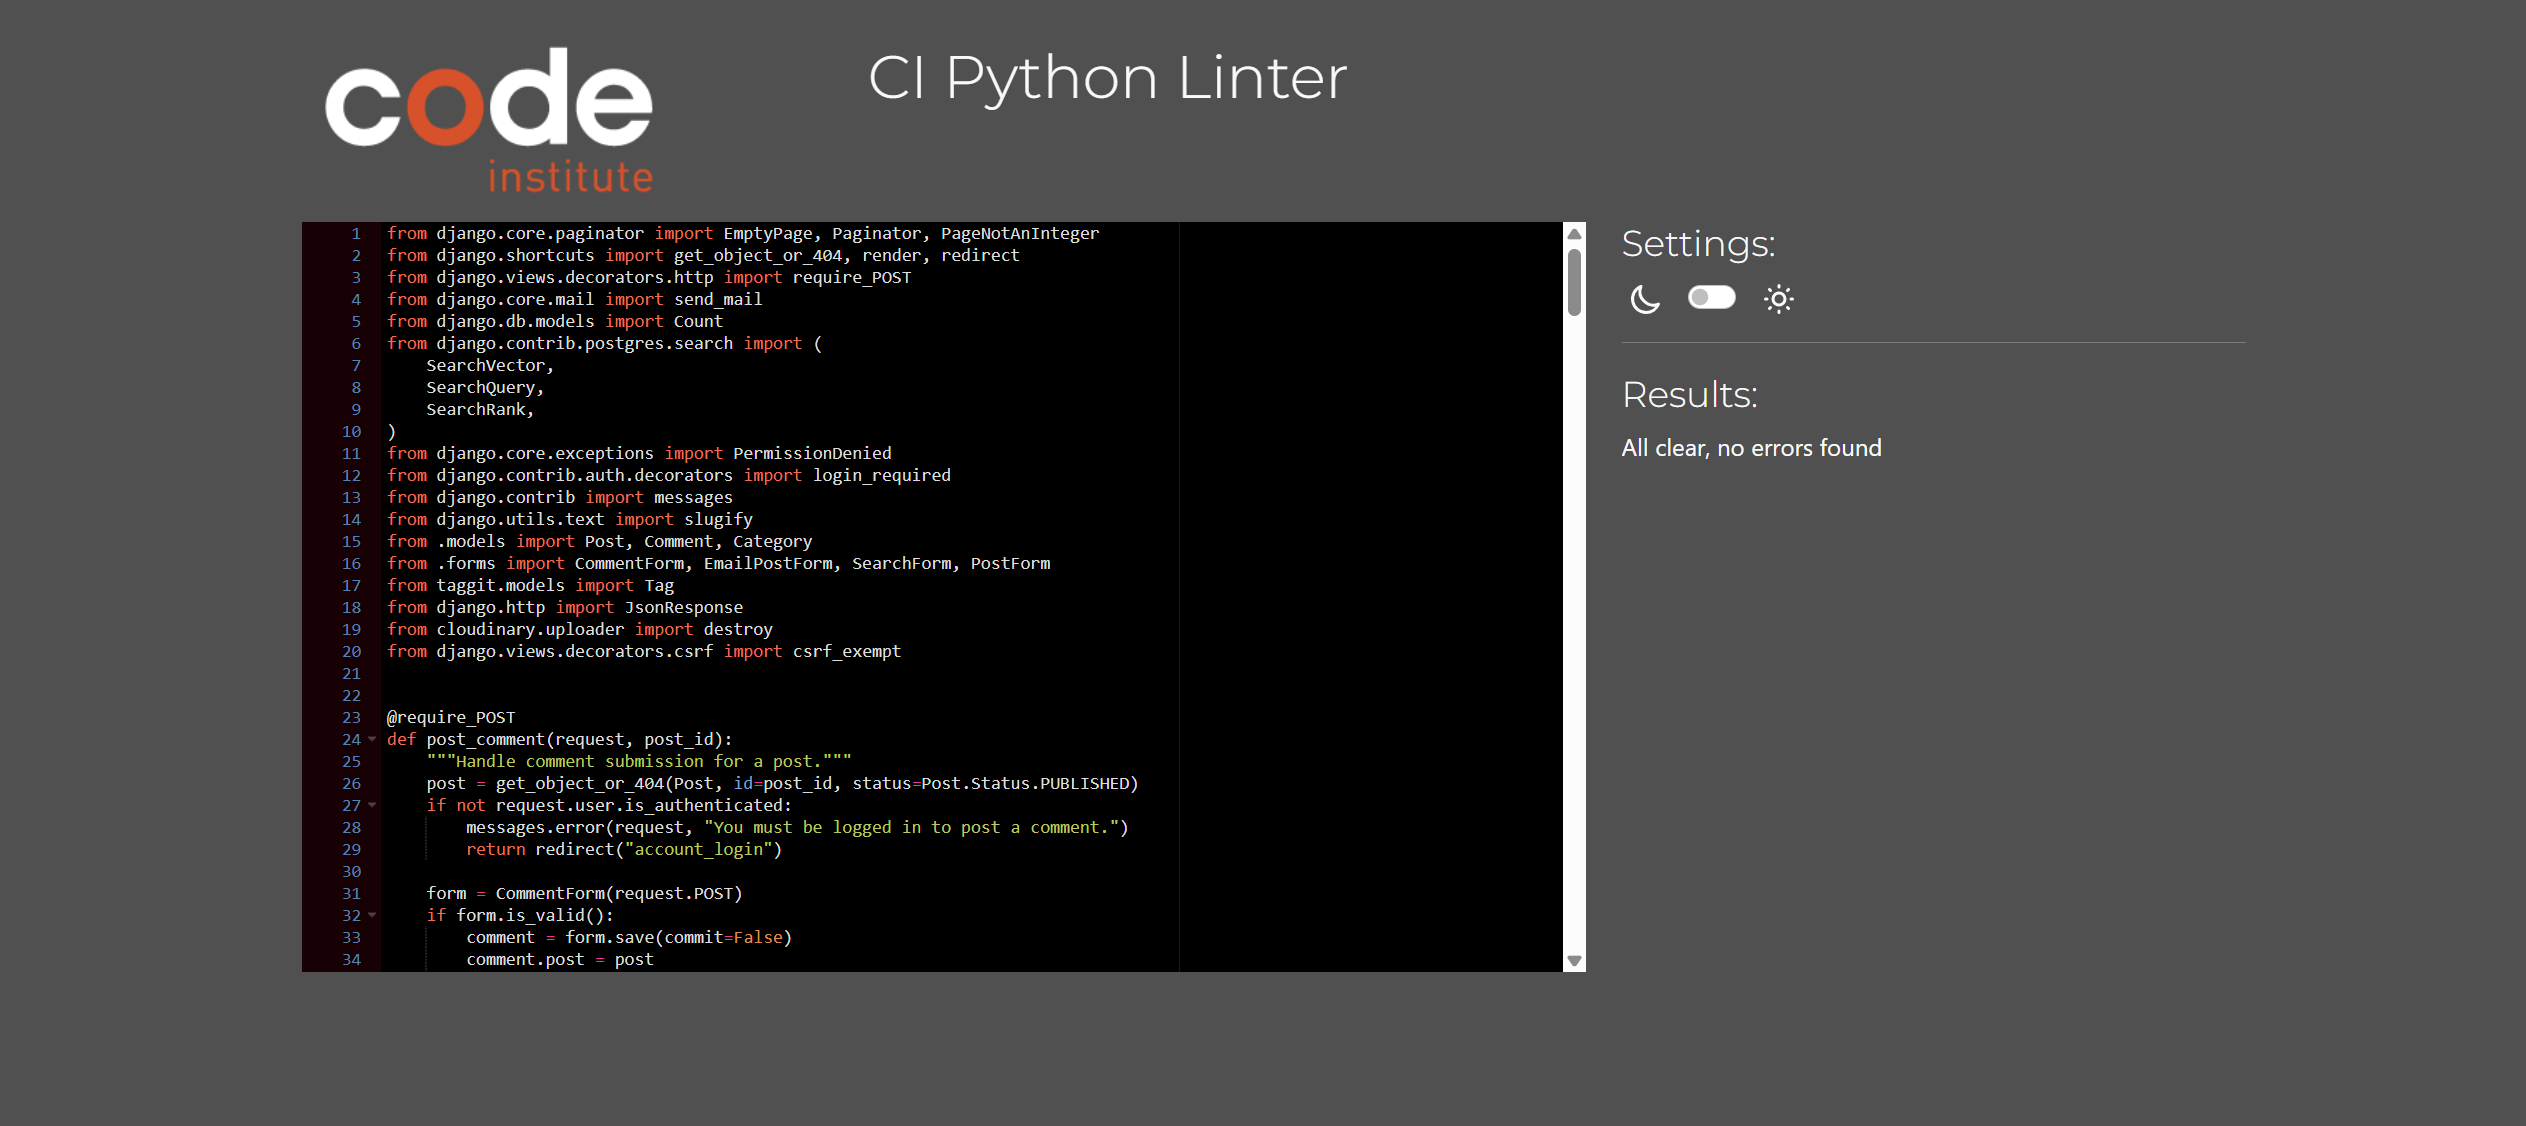 code
institute
CI Python Linter
1 from django.core.paginator import EmptyPage, Paginator, PageNotAnInteger
2 from django.shortcuts import get_object_or_404, render, redirect
3 from django.views.decorators.http import require_POST
4 from django.core.mail import send_mail
5 from django.db.models import Count
6 from django.contrib.postgres.search import (
7     SearchVector,
8     SearchQuery,
9     SearchRank,
10 )
11 from django.core.exceptions import PermissionDenied
12 from django.contrib.auth.decorators import login_required
13 from django.contrib import messages
14 from django.utils.text import slugify
15 from .models import Post, Comment, Category
16 from .forms import CommentForm, EmailPostForm, SearchForm, PostForm
17 from taggit.models import Tag
18 from django.http import JsonResponse
19 from cloudinary.uploader import destroy
20 from django.views.decorators.csrf import csrf_exempt
21
22
23 @require_POST
24 def post_comment(request, post_id):
25     """Handle comment submission for a post."""
26     post = get_object_or_404(Post, id=post_id, status=Post.Status.PUBLISHED)
27     if not request.user.is_authenticated:
28         messages.error(request, "You must be logged in to post a comment.")
29         return redirect("account_login")
30
31     form = CommentForm(request.POST)
32     if form.is_valid():
33         comment = form.save(commit=False)
34         comment.post = post
Settings:
Results:
All clear, no errors found